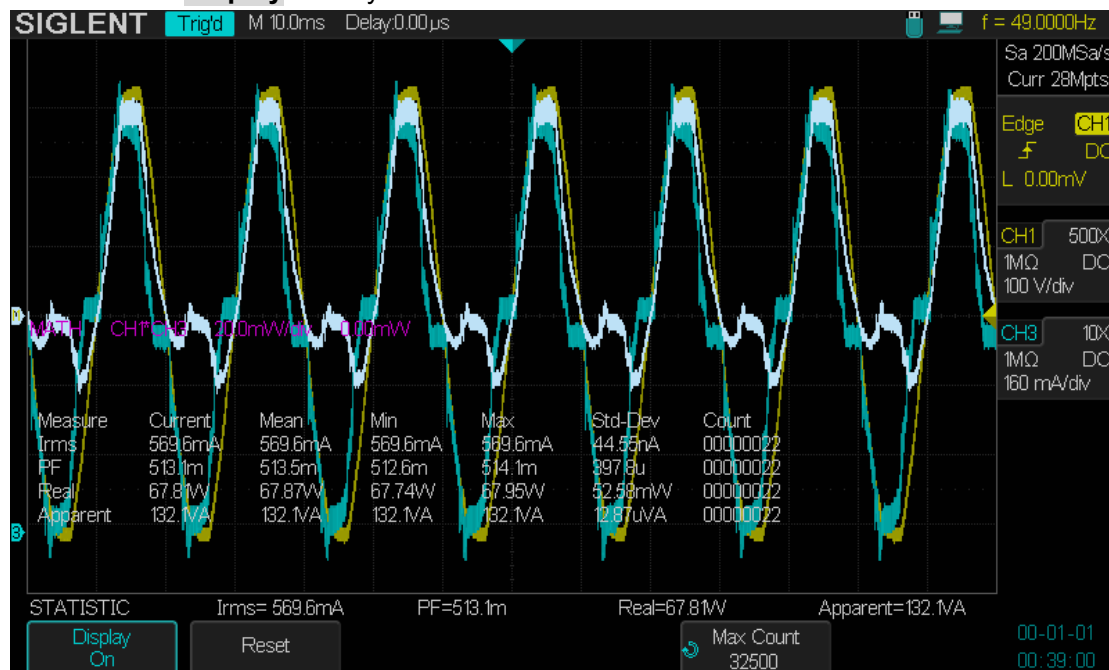 SIGLENT Trig'd M 10.0ms Delay:0.00µs f = 49.0000Hz
Sa 200MSa/s
Curr 28Mpts
Edge CH1
DC
L 0.00mV
CH1 500X
1MΩ DC
100 V/div
CH3 10X
1MΩ DC
160 mA/div
MATH CH1*CH3 20.0mW/div 0.00mW
Measure Current Mean Min Max Std-Dev Count
Irms 569.6mA 569.6mA 569.6mA 569.6mA 44.55nA 00000022
PF 513.1m 513.5m 512.6m 514.1m 397.8u 00000022
Real 67.81W 67.87W 67.74W 67.95W 52.58mW 00000022
Apparent 132.1VA 132.1VA 132.1VA 132.1VA 12.87uVA 00000022
3
STATISTIC Irms= 569.6mA PF=513.1m Real=67.81W Apparent=132.1VA
Display Reset Max Count
On 32500
00-01-01
00:39:00